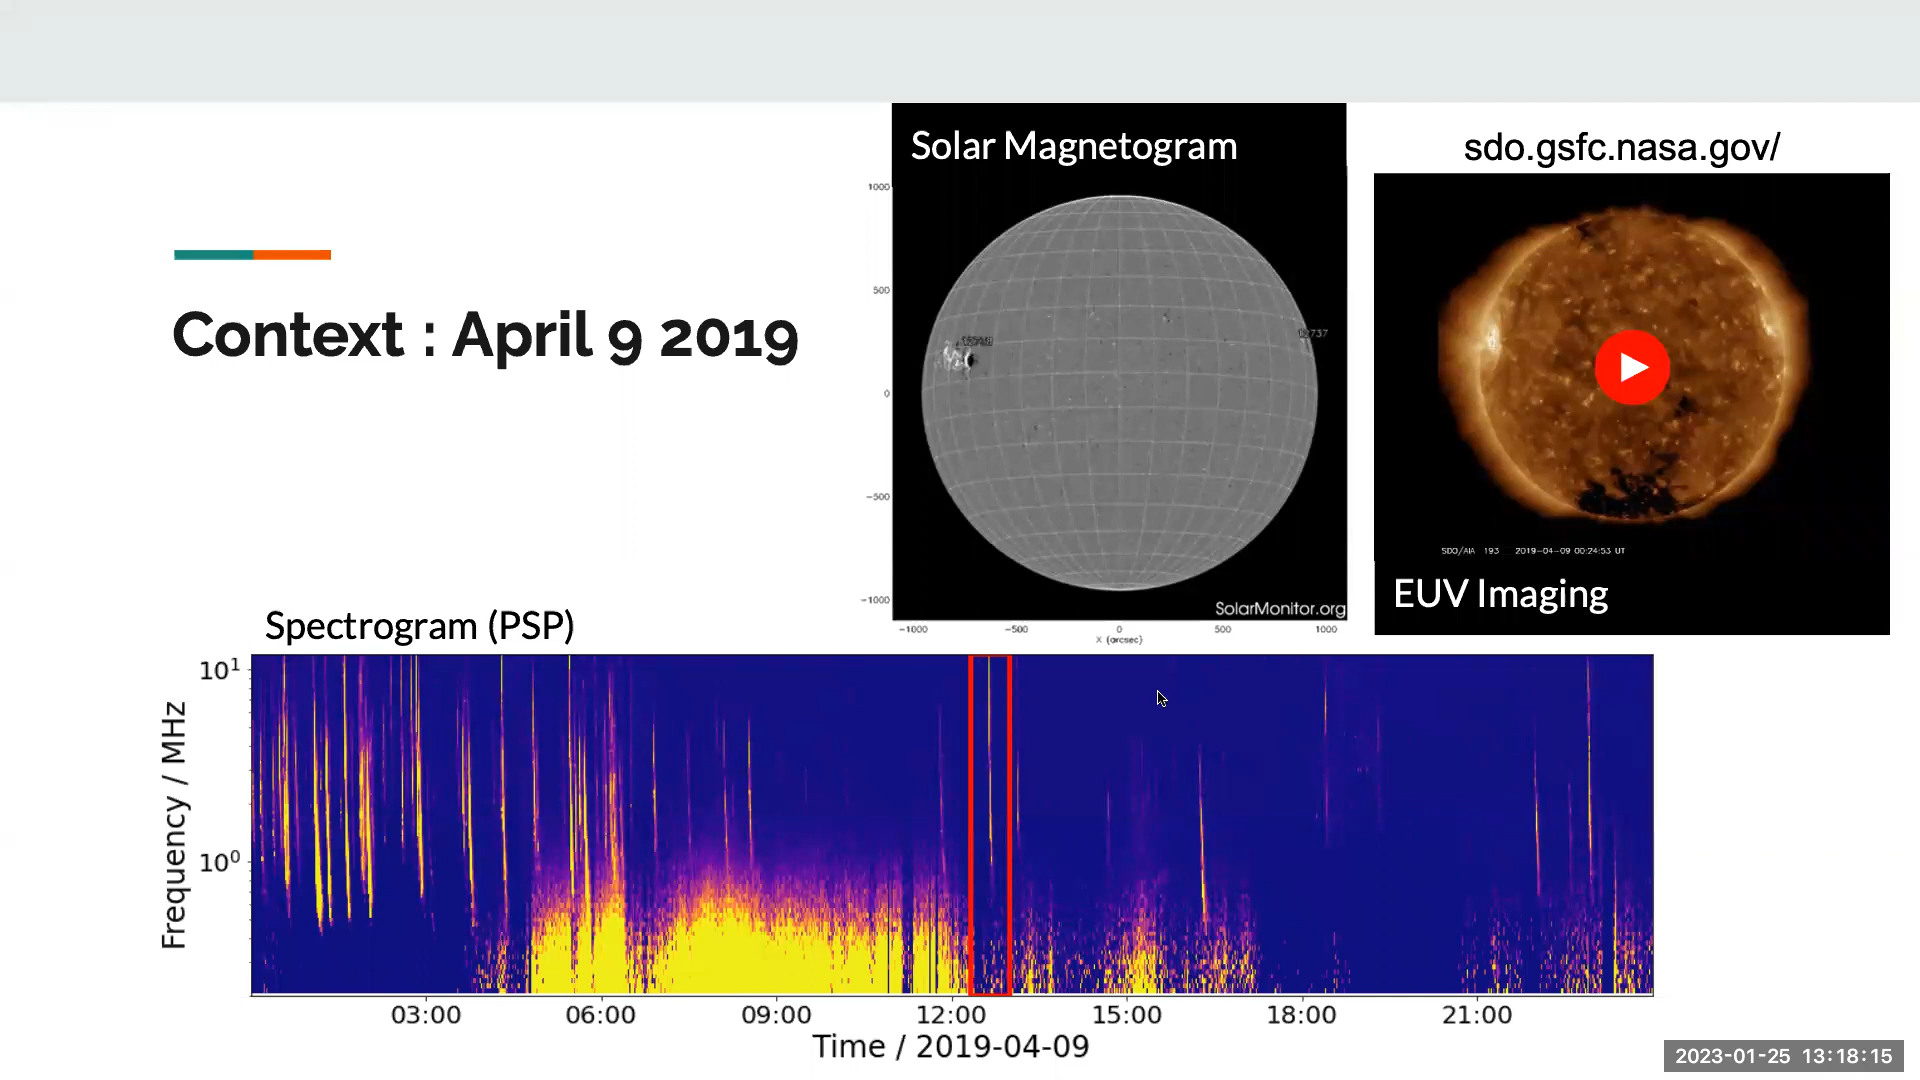 Solar Magnetogram
sdo.gsfc.nasa.gov/
Context : April 9 2019
1000
500
0
−500
−1000
12737
SolarMonitor.org
−1000 −500 0 500 1000
X (arcsec)
SDO/AIA 193 2019-04-09 00:24:53 UT
EUV Imaging
Spectrogram (PSP)
10¹
10⁰
Frequency / MHz
03:00 06:00 09:00 12:00 15:00 18:00 21:00
Time / 2019-04-09
2023-01-25 13:18:15